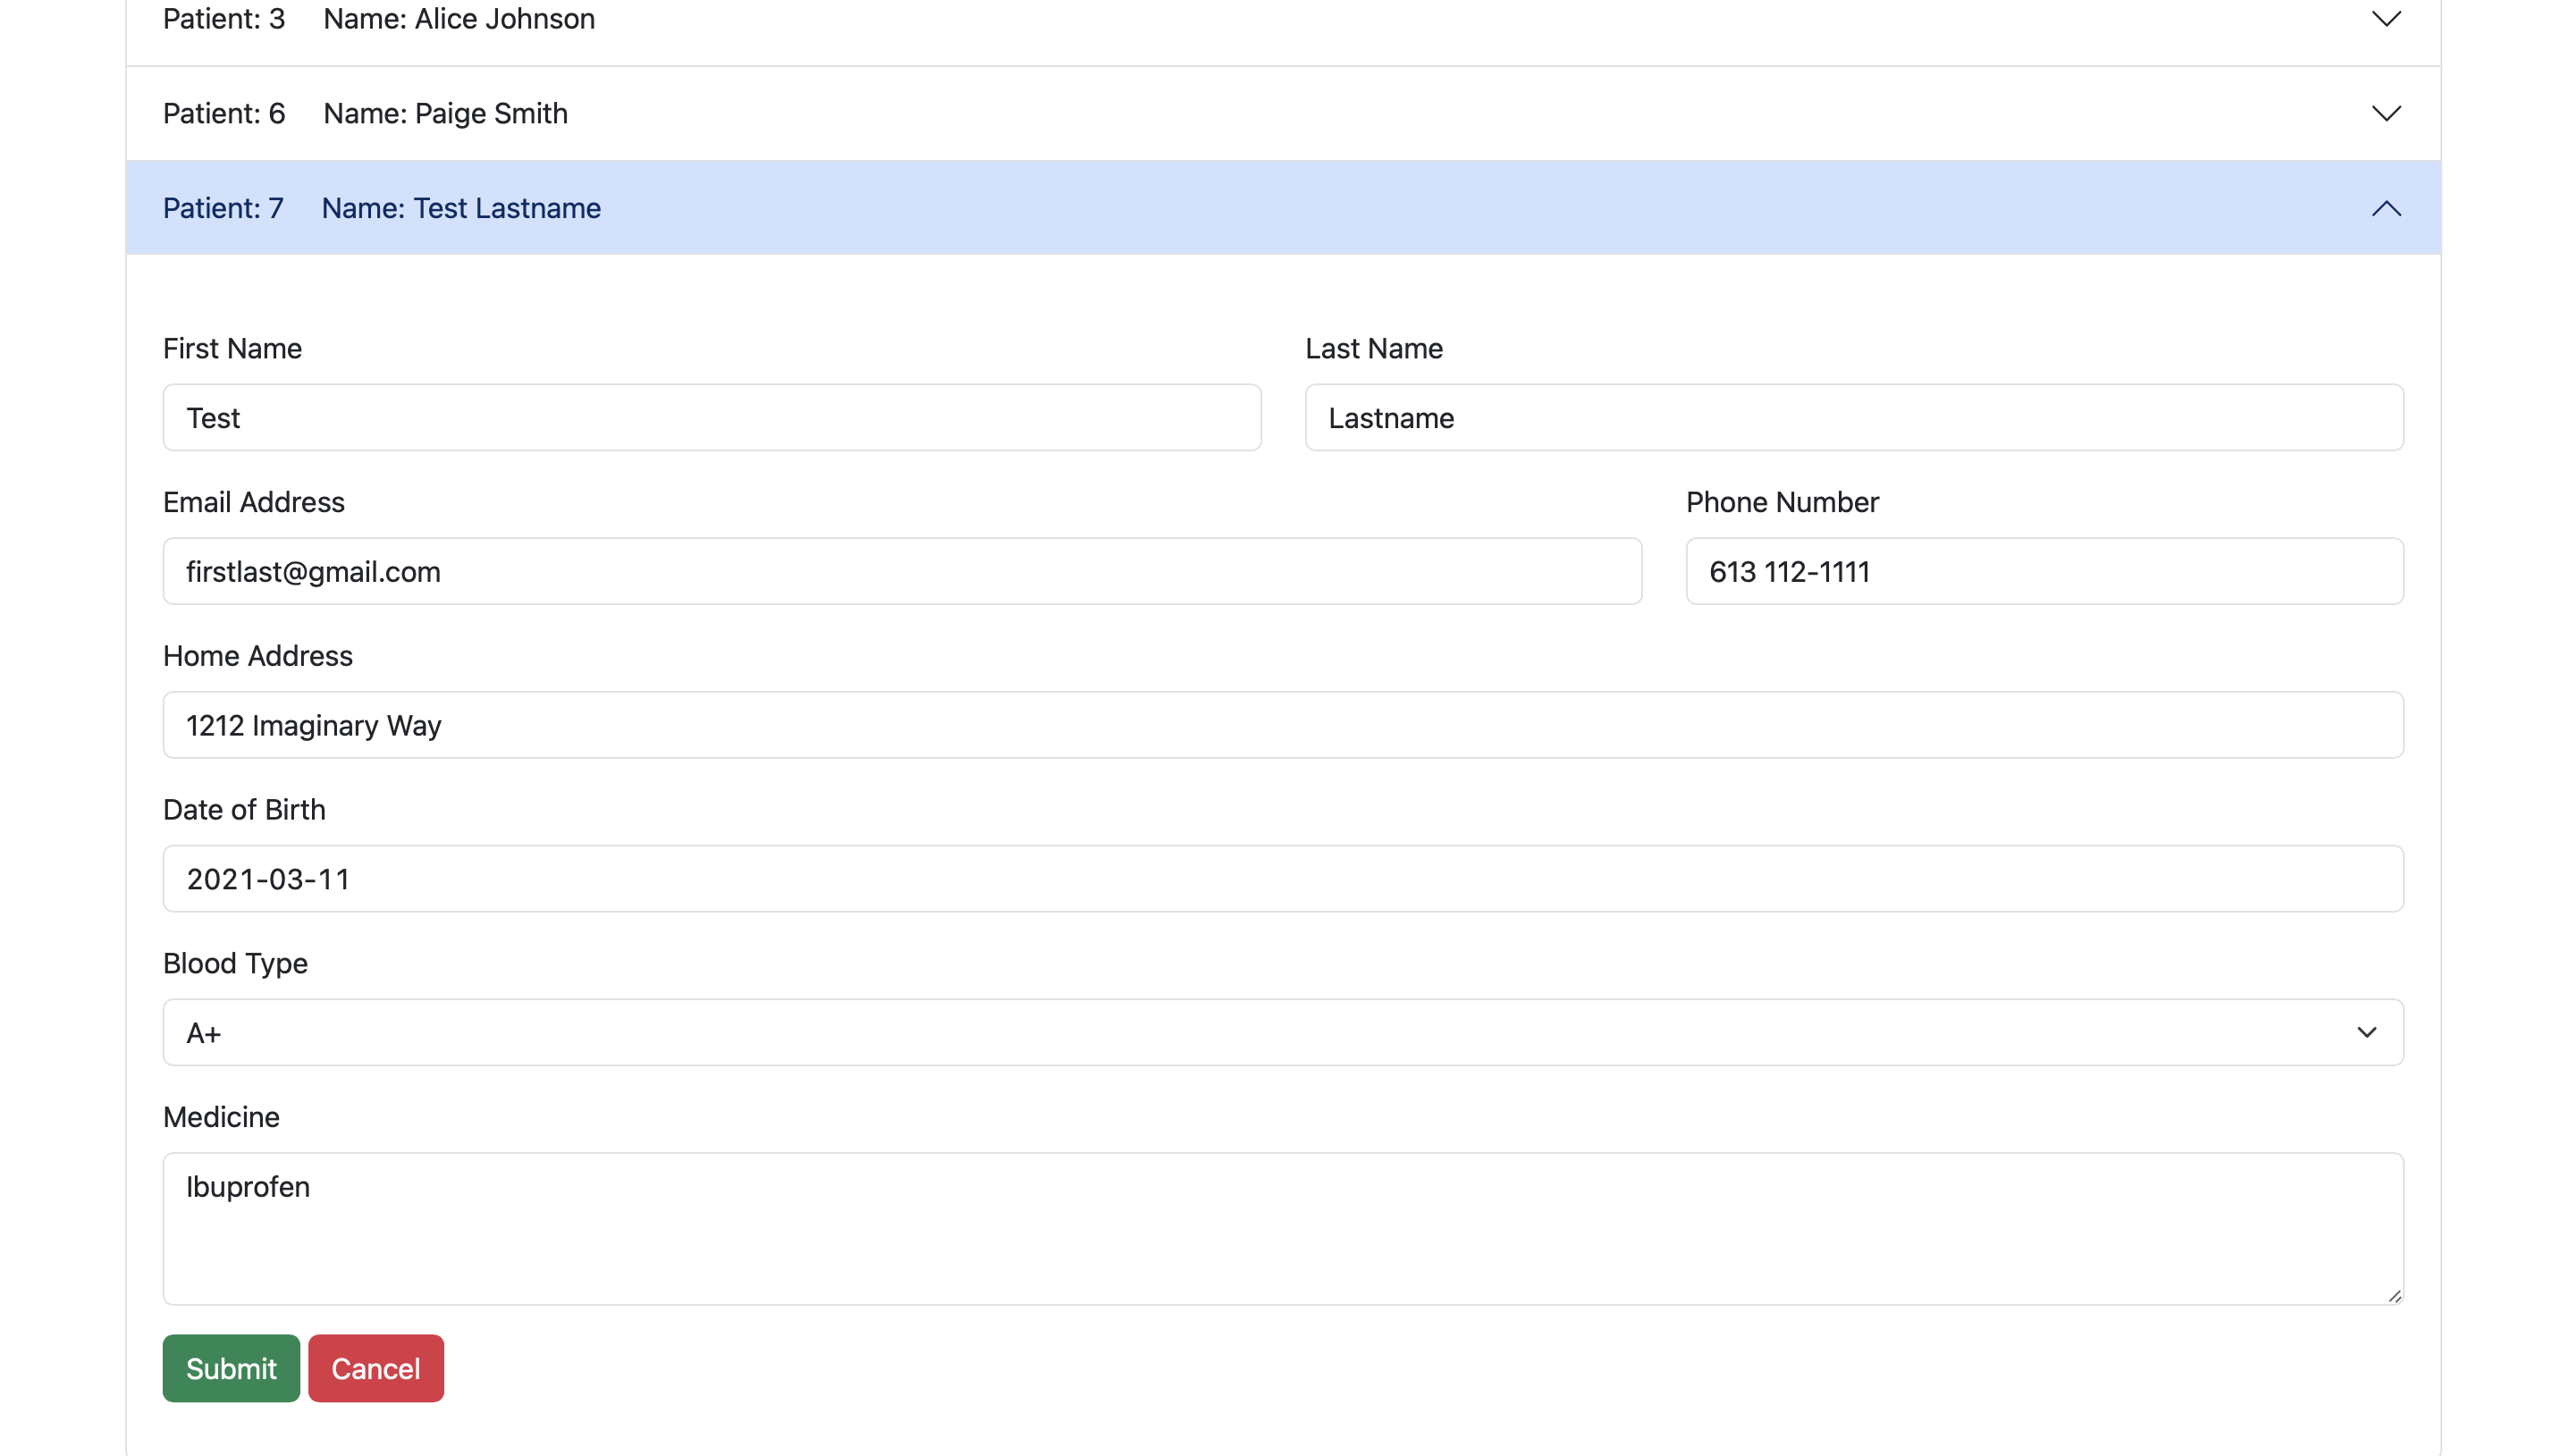 Patient: 3 Name: Alice Johnson
Patient: 6 Name: Paige Smith
Patient: 7 Name: Test Lastname
First Name Last Name
Test Lastname
Email Address Phone Number
firstlast@gmail.com 613 112-1111
Home Address
1212 Imaginary Way
Date of Birth
2021-03-11
Blood Type
A+
Medicine
Ibuprofen
Submit Cancel